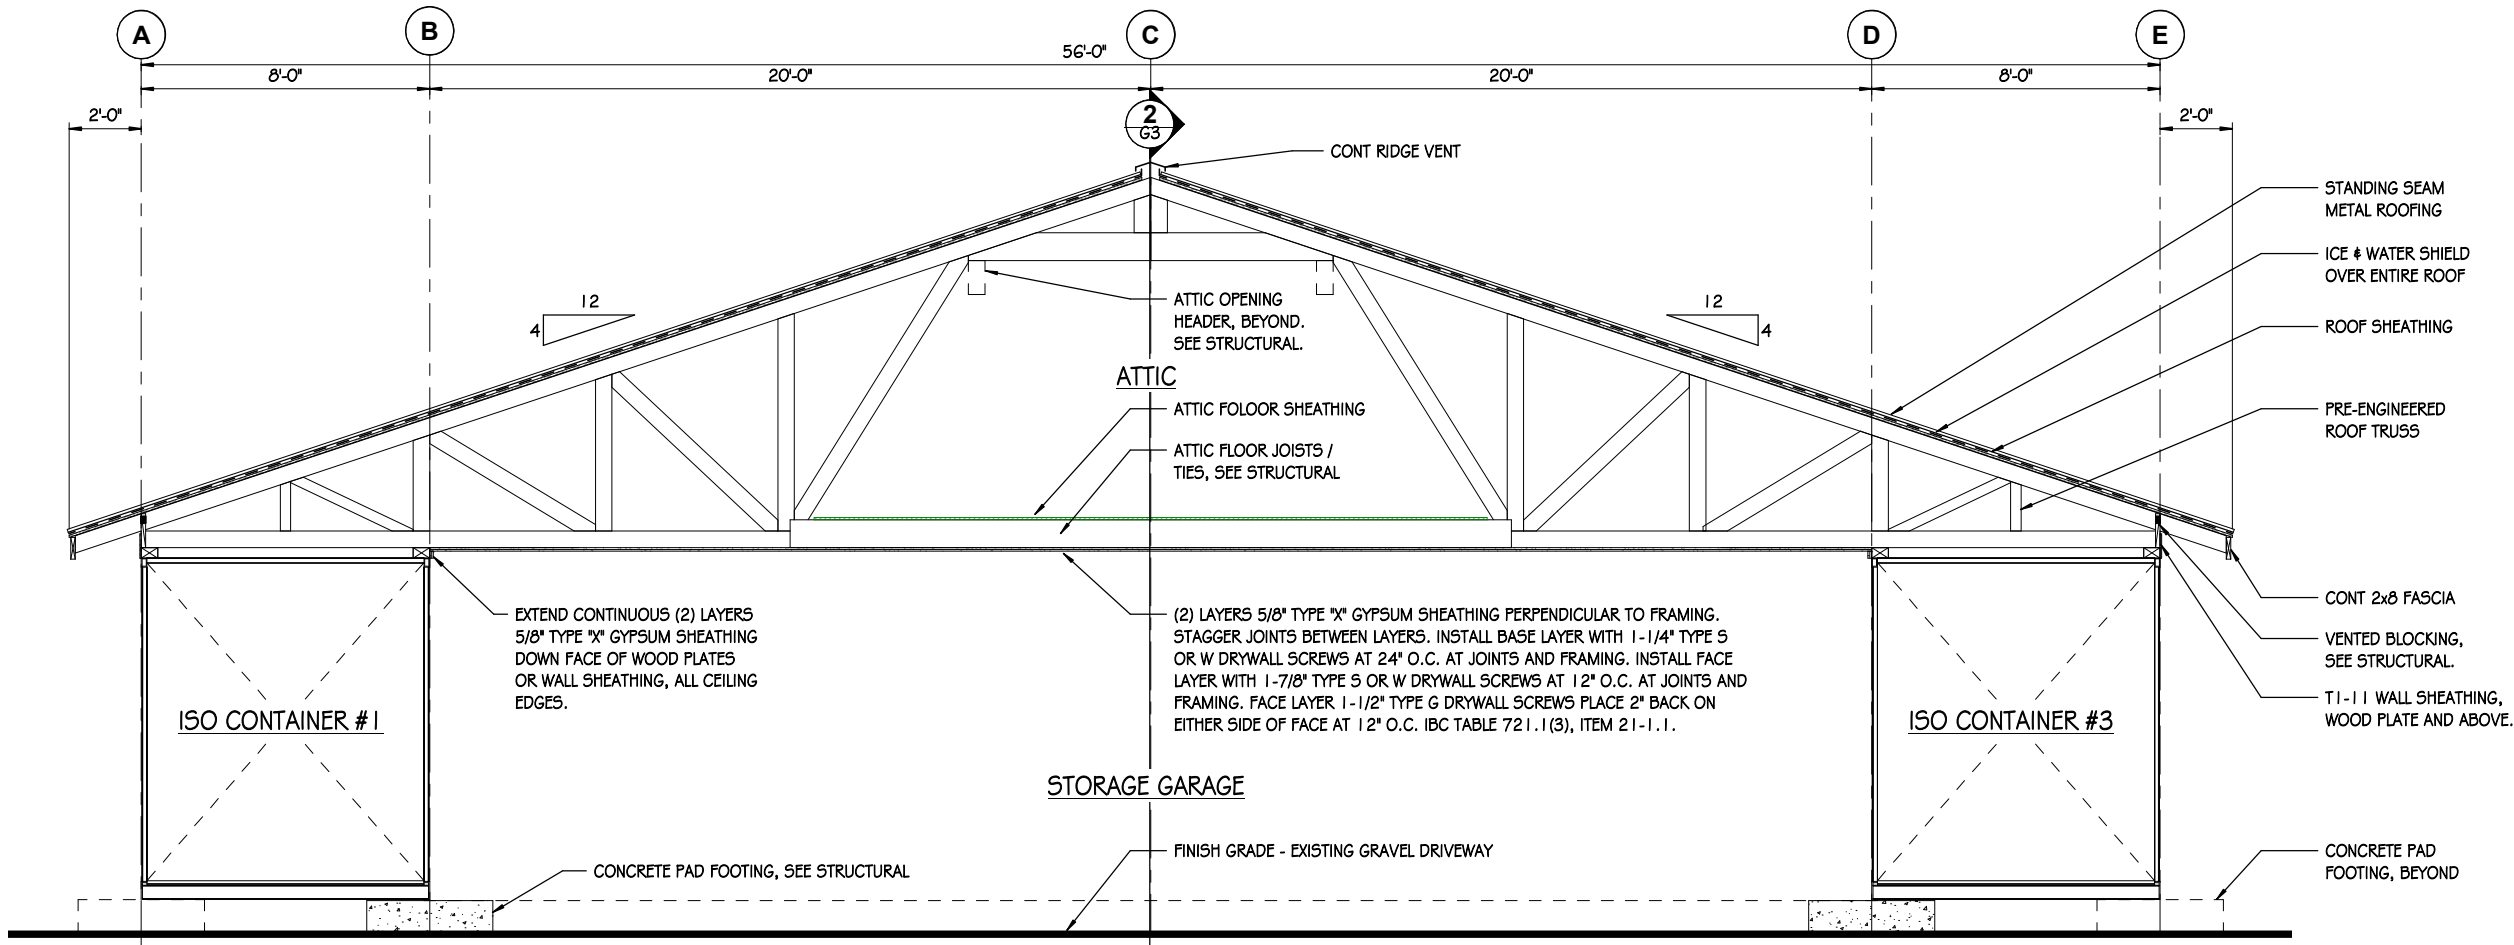 A
B
C
D
E
56'-0"
8'-0"
20'-0"
20'-0"
8'-0"
2'-0"
2'-0"
2
G3
CONT RIDGE VENT
STANDING SEAM
METAL ROOFING
ICE & WATER SHIELD
OVER ENTIRE ROOF
ROOF SHEATHING
PRE-ENGINEERED
ROOF TRUSS
12
4
12
4
ATTIC OPENING
HEADER, BEYOND.
SEE STRUCTURAL.
ATTIC
ATTIC FOLOOR SHEATHING
ATTIC FLOOR JOISTS /
TIES, SEE STRUCTURAL
EXTEND CONTINUOUS (2) LAYERS
5/8" TYPE "X" GYPSUM SHEATHING
DOWN FACE OF WOOD PLATES
OR WALL SHEATHING, ALL CEILING
EDGES.
(2) LAYERS 5/8" TYPE "X" GYPSUM SHEATHING PERPENDICULAR TO FRAMING.
STAGGER JOINTS BETWEEN LAYERS. INSTALL BASE LAYER WITH 1-1/4" TYPE S
OR W DRYWALL SCREWS AT 24" O.C. AT JOINTS AND FRAMING. INSTALL FACE
LAYER WITH 1-7/8" TYPE S OR W DRYWALL SCREWS AT 12" O.C. AT JOINTS AND
FRAMING. FACE LAYER 1-1/2" TYPE G DRYWALL SCREWS PLACE 2" BACK ON
EITHER SIDE OF FACE AT 12" O.C. IBC TABLE 721.1(3), ITEM 21-1.1.
CONT 2x8 FASCIA
VENTED BLOCKING,
SEE STRUCTURAL.
T1-11 WALL SHEATHING,
WOOD PLATE AND ABOVE.
ISO CONTAINER #1
ISO CONTAINER #3
STORAGE GARAGE
CONCRETE PAD FOOTING, SEE STRUCTURAL
FINISH GRADE - EXISTING GRAVEL DRIVEWAY
CONCRETE PAD
FOOTING, BEYOND